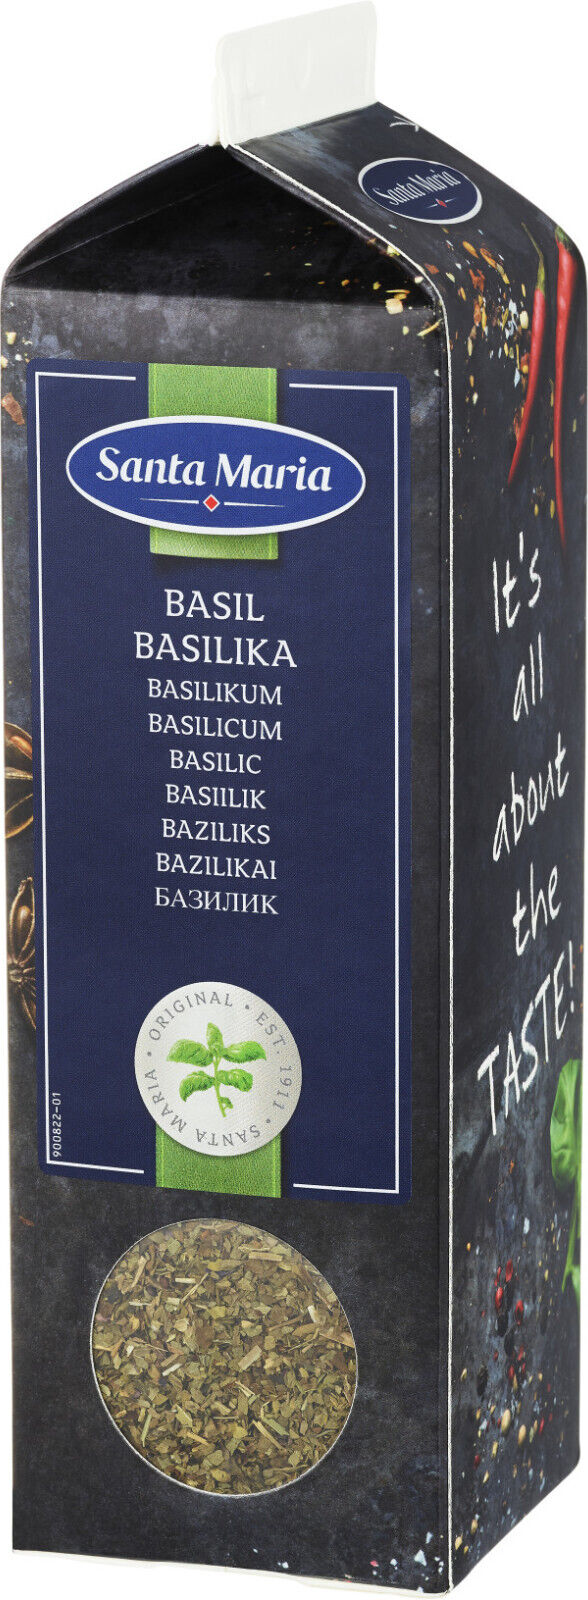 Santa Maria
Santa Maria
BASIL
BASILIKA
BASILIKUM
BASILICUM
BASILIC
BASIILIK
BAZILIKS
BAZILIKAI
БАЗИЛИК
ORIGINAL • EST. 1911 • SANTA MARIA •
900822-01
It's
all
about
the
TASTE!